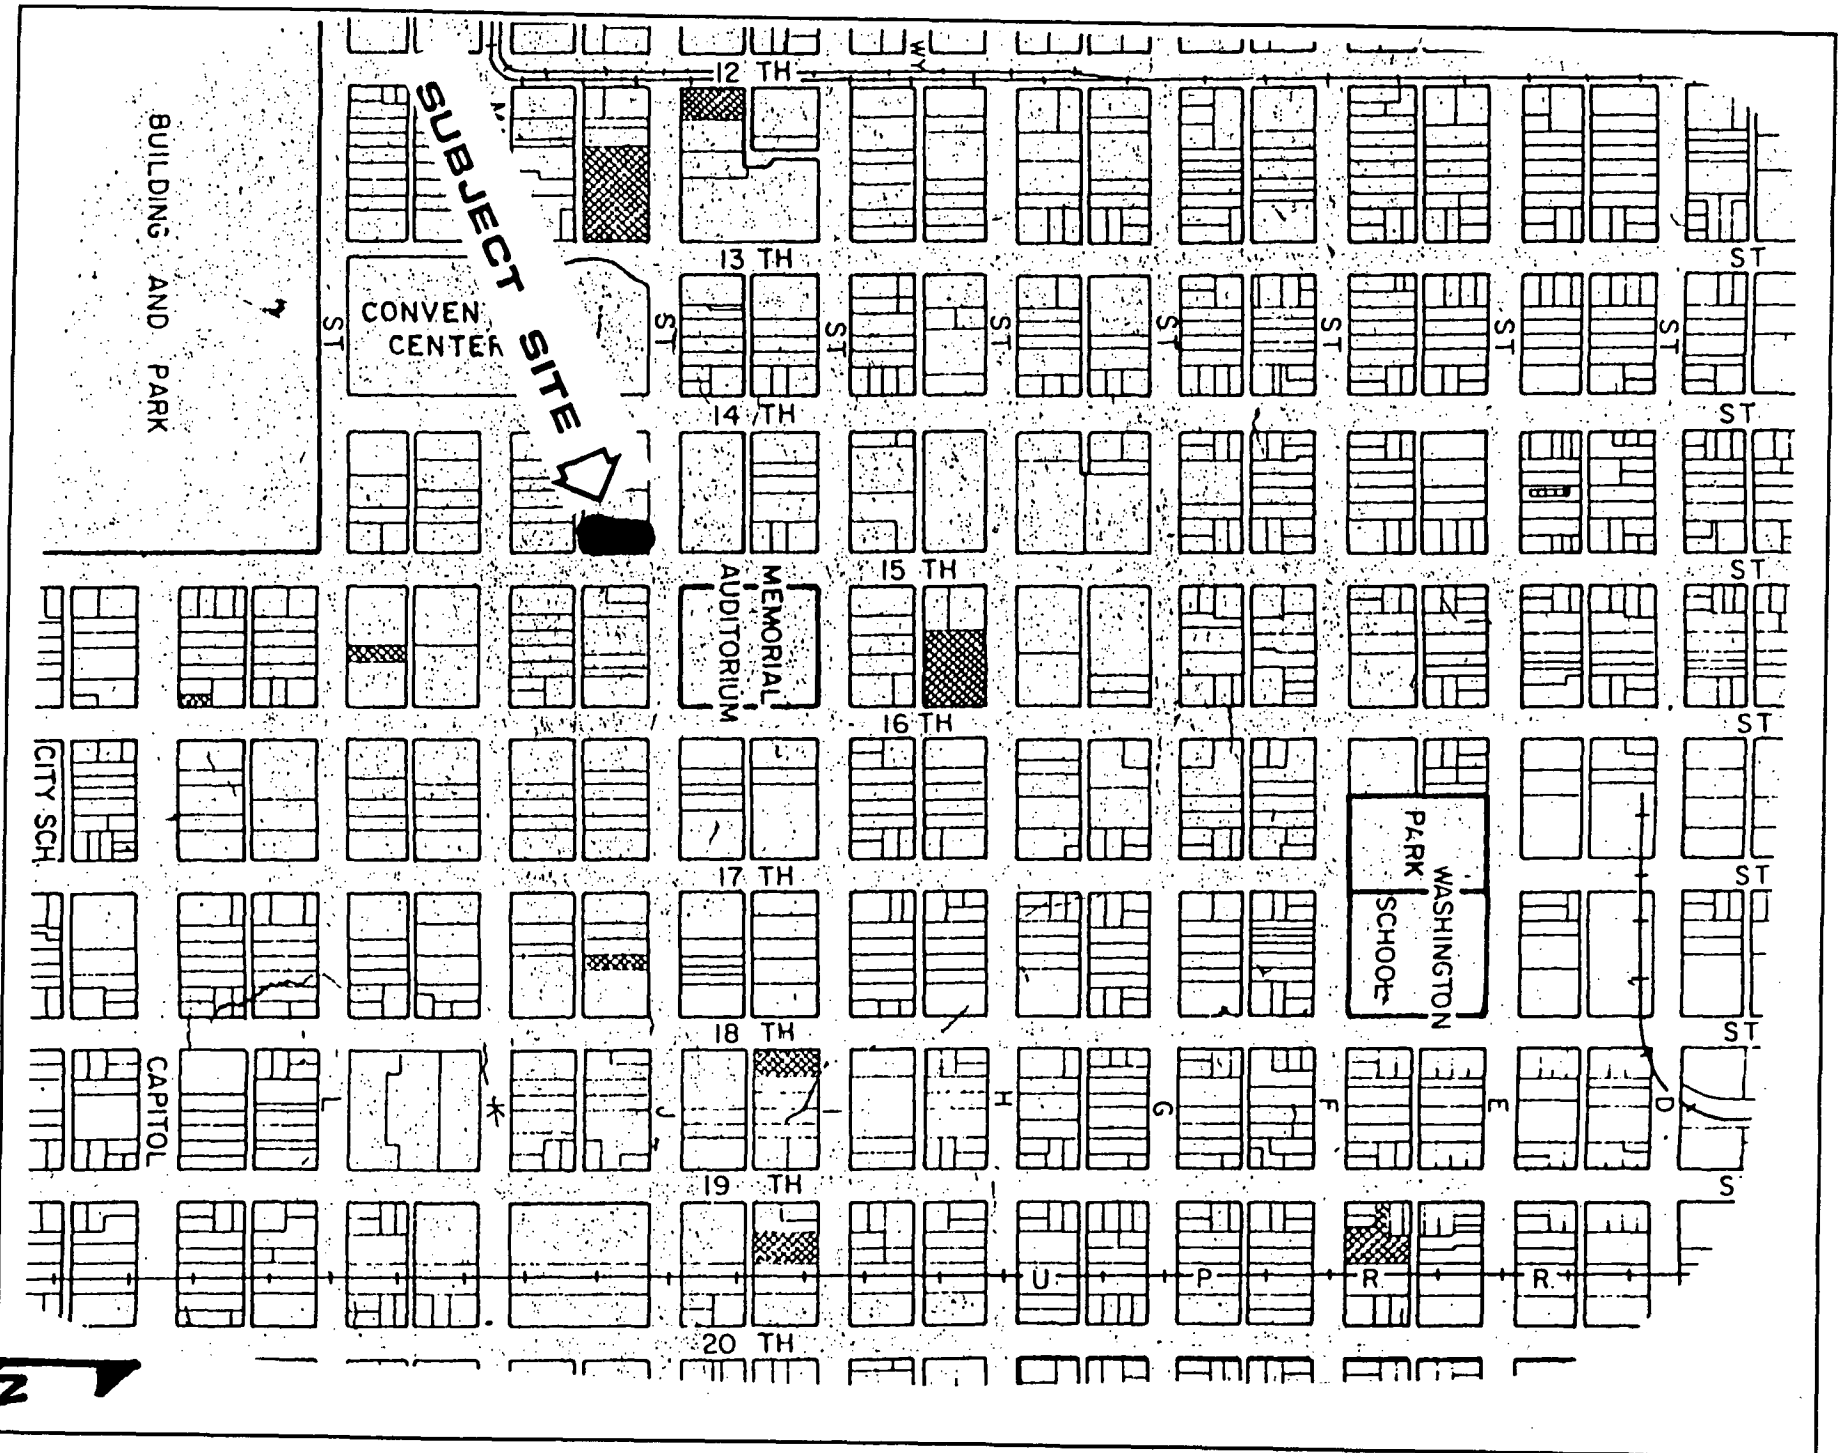 WY
12 TH
SUBJECT SITE
BUILDING AND PARK
13 TH
ST
CONVEN
CENTER
ST
ST
ST
ST
ST
ST
ST
ST
14 TH
ST
15 TH
ST
MEMORIAL
AUDITORIUM
16 TH
ST
CITY SCH
PARK
WASHINGTON
SCHOOL
17 TH
ST
18 TH
ST
CAPITOL
L
K
J
I
H
G
F
E
D
19 TH
S
U P R R
20 TH
N